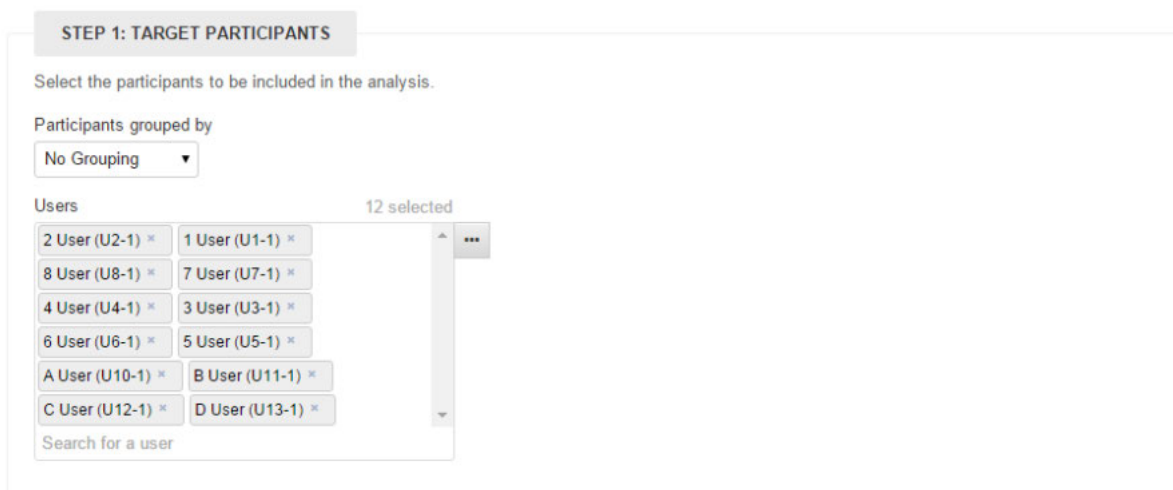 STEP 1: TARGET PARTICIPANTS
Select the participants to be included in the analysis.
Participants grouped by
No Grouping
Users 12 selected
2 User (U2-1) × 1 User (U1-1) ×
8 User (U8-1) × 7 User (U7-1) ×
4 User (U4-1) × 3 User (U3-1) ×
6 User (U6-1) × 5 User (U5-1) ×
A User (U10-1) × B User (U11-1) ×
C User (U12-1) × D User (U13-1) ×
Search for a user